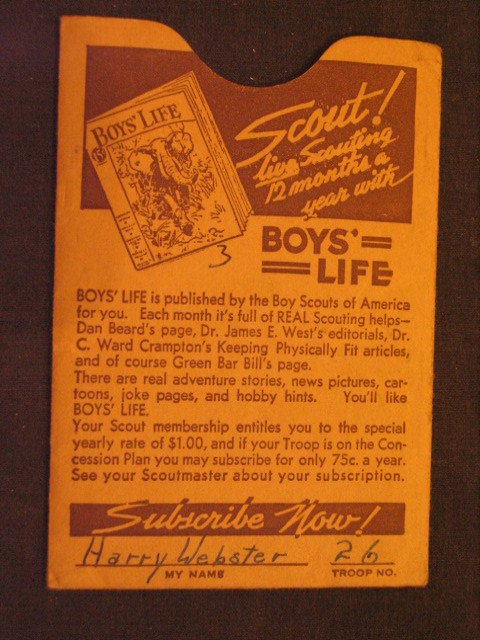 Scout!
live Scouting
12 months a
year with
BOYS' LIFE
3
BOYS'
LIFE
BOYS' LIFE is published by the Boy Scouts of America
for you. Each month it's full of REAL Scouting helps—
Dan Beard's page, Dr. James E. West's editorials, Dr.
C. Ward Crampton's Keeping Physically Fit articles,
and of course Green Bar Bill's page.
There are real adventure stories, news pictures, car-
toons, joke pages, and hobby hints. You'll like
BOYS' LIFE.
Your Scout membership entitles you to the special
yearly rate of $1.00, and if your Troop is on the Con-
cession Plan you may subscribe for only 75c. a year.
See your Scoutmaster about your subscription.
Subscribe Now!
Harry Webster 26
MY NAME TROOP NO.